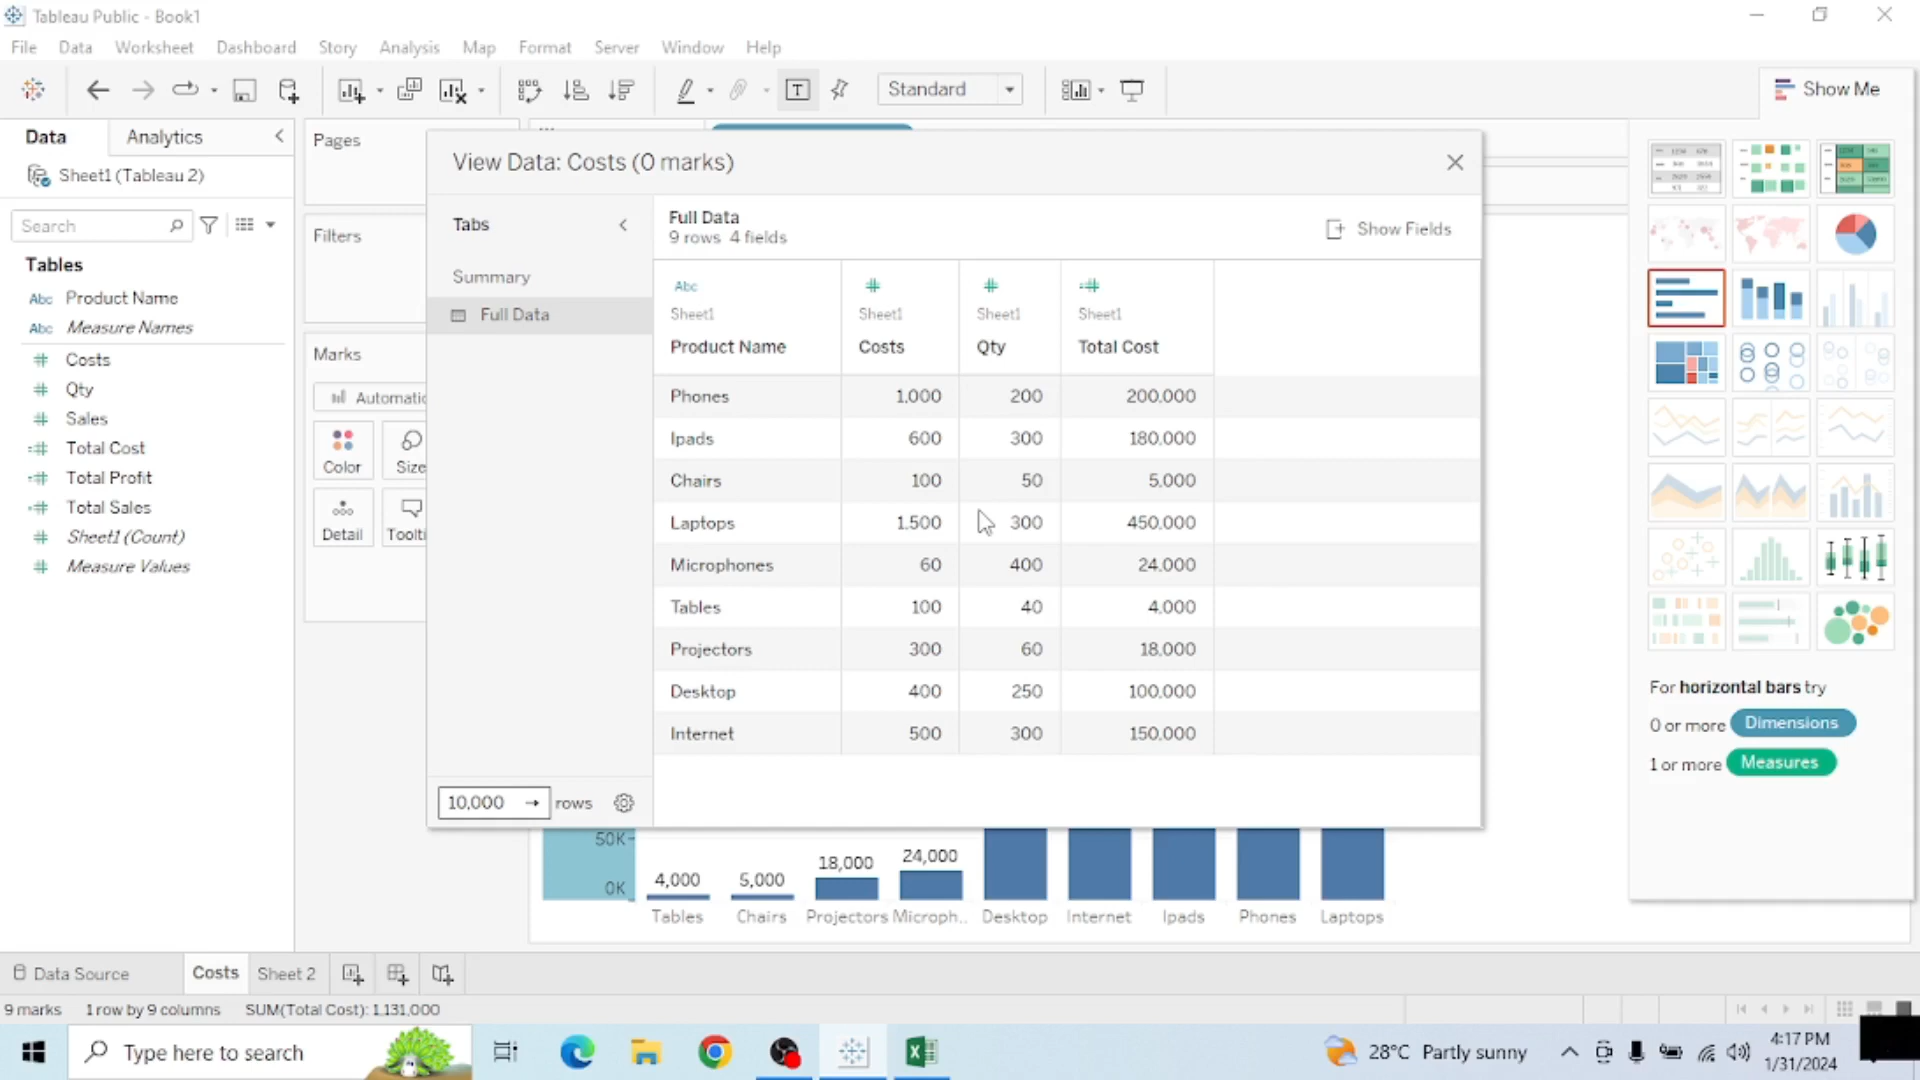 Tableau Public - Book1
File Data Worksheet Dashboard Story Analysis Map Format Server Window Help
Standard
Show Me
Data Analytics
Sheet1 (Tableau 2)
Search
Tables
Abc Product Name
Abc Measure Names
Costs
Qty
Sales
Total Cost
Total Profit
Total Sales
Sheet1 (Count)
Measure Values
Pages
Filters
Marks
Automatic
Color Size
Detail Toolti
View Data: Costs (0 marks)
Tabs
Summary
Full Data
10,000 rows
Full Data
9 rows 4 fields
Show Fields
Abc
Sheet1 Sheet1 Sheet1 Sheet1
Product Name Costs Qty Total Cost
Phones 1,000 200 200,000
Ipads 600 300 180,000
Chairs 100 50 5,000
Laptops 1,500 300 450,000
Microphones 60 400 24,000
Tables 100 40 4,000
Projectors 300 60 18,000
Desktop 400 250 100,000
Internet 500 300 150,000
50K
0K
4,000 5,000 18,000 24,000
Tables Chairs Projectors Microph.. Desktop Internet Ipads Phones Laptops
For horizontal bars try
0 or more Dimensions
1 or more Measures
Data Source Costs Sheet 2
9 marks 1 row by 9 columns SUM(Total Cost): 1,131,000
Type here to search
28°C Partly sunny
4:17 PM
1/31/2024